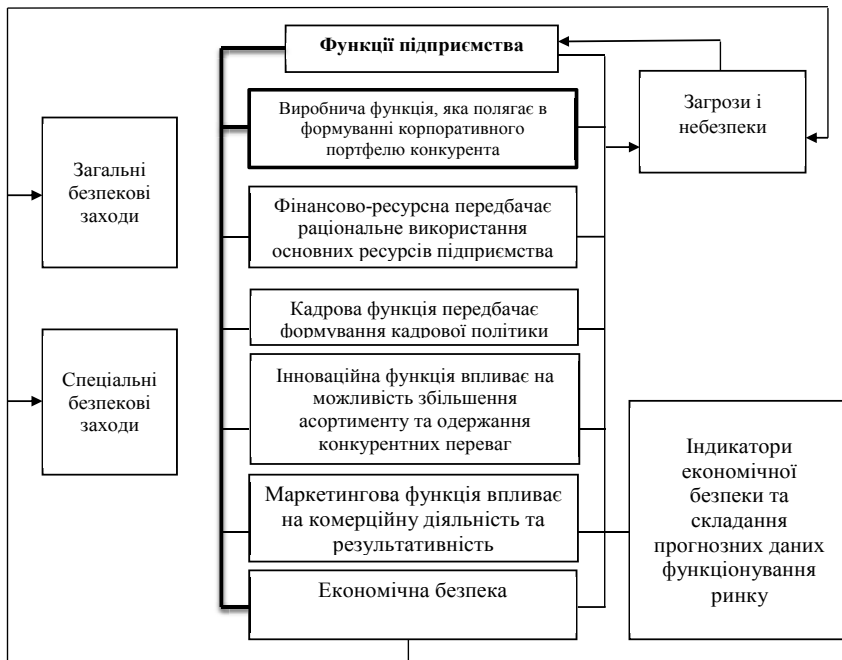 Функції підприємства
Виробнича функція, яка полягає в
формуванні корпоративного
портфелю конкурента
Загрози і
небезпеки
Загальні
безпекові
заходи
Фінансово-ресурсна передбачає
раціональне використання
основних ресурсів підприємства
Кадрова функція передбачає
формування кадрової політики
Спеціальні
безпекові
заходи
Інноваційна функція впливає на
можливість збільшення
асортименту та одержання
конкурентних переваг
Маркетингова функція впливає
на комерційну діяльність та
результативність
Індикатори
економічної
безпеки та
складання
прогнозних даних
функціонування
ринку
Економічна безпека